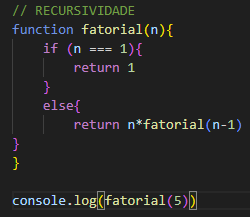 // RECURSIVIDADE
function fatorial(n){
    if (n === 1){
        return 1
    }
    else{
        return n*fatorial(n-1)
}
}

console.log(fatorial(5))